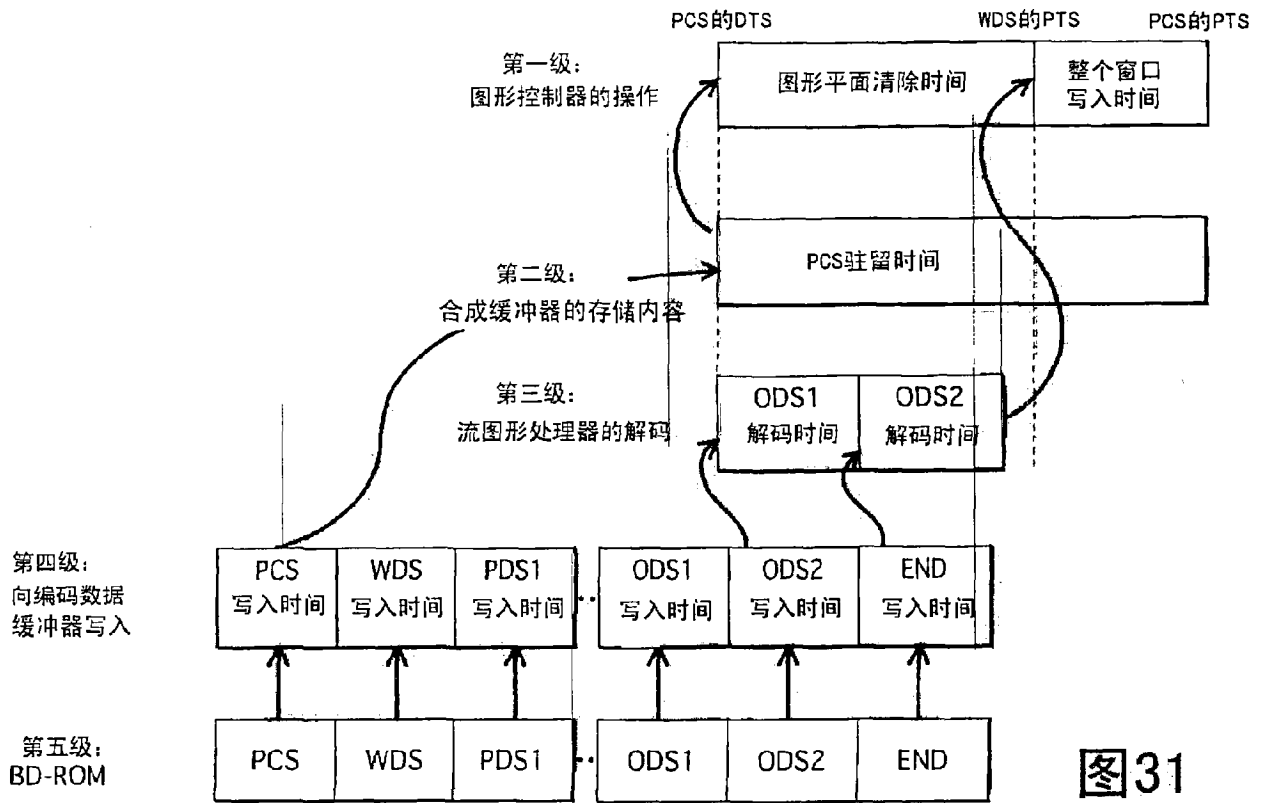 PCS的DTS WDS的PTS PCS的PTS
第一级：
图形控制器的操作
图形平面清除时间
整个窗口
写入时间
第二级：
合成缓冲器的存储内容
PCS驻留时间
第三级：
流图形处理器的解码
ODS1
解码时间
ODS2
解码时间
第四级：
向编码数据
缓冲器写入
PCS
写入时间
WDS
写入时间
PDS1
写入时间
ODS1
写入时间
ODS2
写入时间
END
写入时间
第五级：
BD-ROM
PCS WDS PDS1 ODS1 ODS2 END
图31